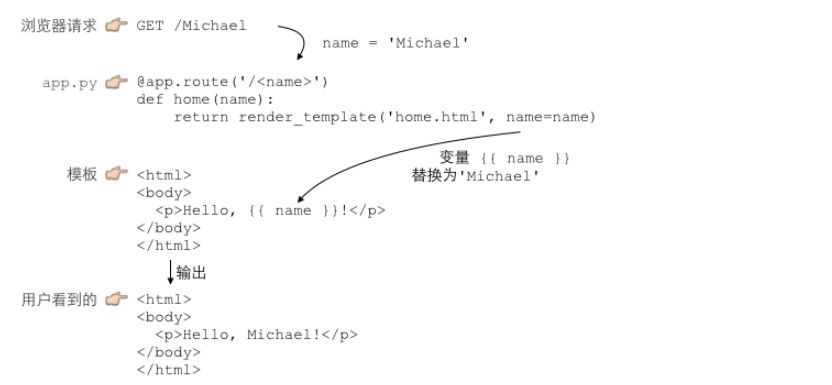 浏览器请求 GET /Michael
name = 'Michael'
app.py @app.route('/<name>')
def home(name):
return render_template('home.html', name=name)
变量 {{ name }}
替换为'Michael'
模板 <html>
<body>
<p>Hello, {{ name }}!</p>
</body>
</html>
输出
用户看到的 <html>
<body>
<p>Hello, Michael!</p>
</body>
</html>